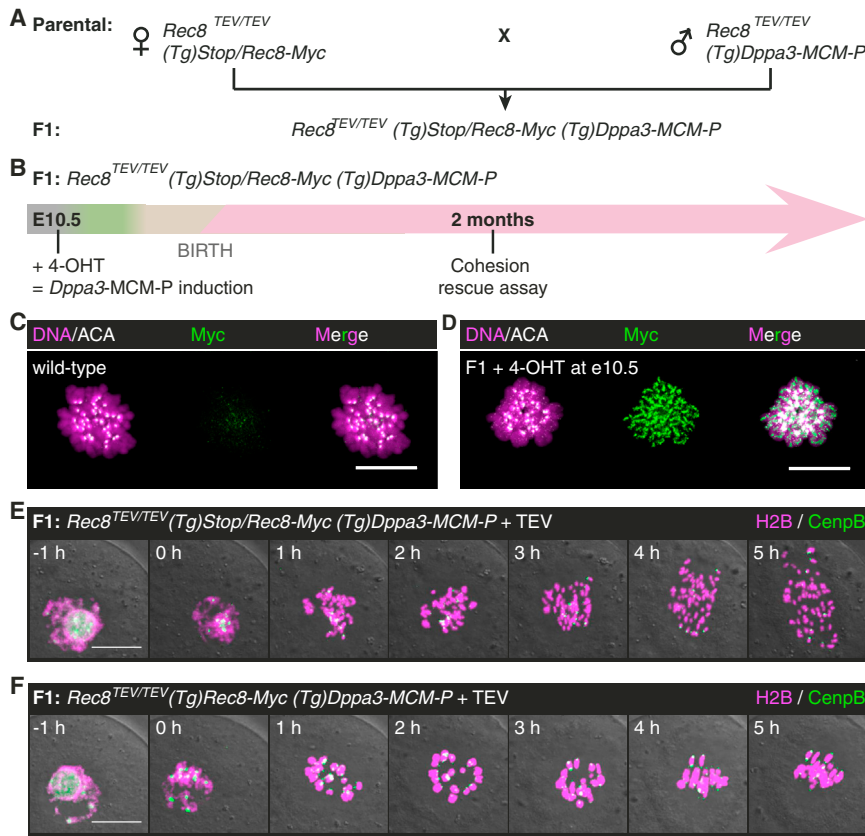 A
Parental:
♀ Rec8 TEV/TEV
(Tg)Stop/Rec8-Myc
X
♂ Rec8 TEV/TEV
(Tg)Dppa3-MCM-P
F1: Rec8TEV/TEV (Tg)Stop/Rec8-Myc (Tg)Dppa3-MCM-P
B
F1: Rec8TEV/TEV (Tg)Stop/Rec8-Myc (Tg)Dppa3-MCM-P
E10.5
2 months
BIRTH
+ 4-OHT
= Dppa3-MCM-P induction
Cohesion
rescue assay
C
DNA/ACA Myc Merge
wild-type
D
DNA/ACA Myc Merge
F1 + 4-OHT at e10.5
E
F1: Rec8TEV/TEV (Tg)Stop/Rec8-Myc (Tg)Dppa3-MCM-P + TEV H2B / CenpB
-1 h 0 h 1 h 2 h 3 h 4 h 5 h
F
F1: Rec8TEV/TEV (Tg)Rec8-Myc (Tg)Dppa3-MCM-P + TEV H2B / CenpB
-1 h 0 h 1 h 2 h 3 h 4 h 5 h